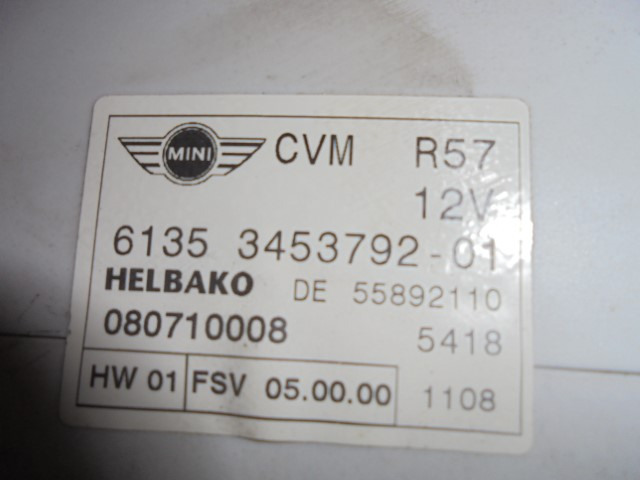 MINI CVM R57
12V
6135 3453792-01
HELBAKO DE 55892110
080710008 5418
HW 01 FSV 05.00.00 1108